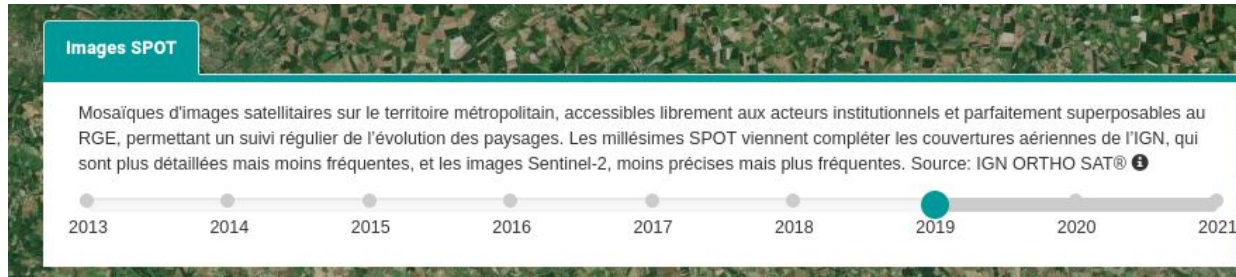 Images SPOT
Mosaïques d'images satellitaires sur le territoire métropolitain, accessibles librement aux acteurs institutionnels et parfaitement superposables au
RGE, permettant un suivi régulier de l'évolution des paysages. Les millésimes SPOT viennent compléter les couvertures aériennes de l'IGN, qui
sont plus détaillées mais moins fréquentes, et les images Sentinel-2, moins précises mais plus fréquentes. Source: IGN ORTHO SAT®
2013 2014 2015 2016 2017 2018 2019 2020 2021